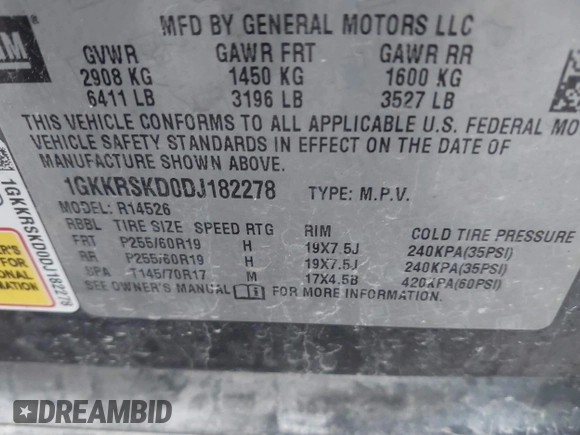 GM
MFD BY GENERAL MOTORS LLC
GVWR GAWR FRT GAWR RR
2908 KG 1450 KG 1600 KG
6411 LB 3196 LB 3527 LB
THIS VEHICLE CONFORMS TO ALL APPLICABLE U.S. FEDERAL MO
VEHICLE SAFETY STANDARDS IN EFFECT ON THE DATE OF
MANUFACTURE SHOWN ABOVE.
1GKKRSKD0DJ182278 TYPE: M.P.V.
MODEL: R14526
RBBL TIRE SIZE SPEED RTG RIM COLD TIRE PRESSURE
FRT P255/60R19 H 19X7.5J 240KPA(35PSI)
RR P255/60R19 H 19X7.5J 240KPA(35PSI)
SPA T145/70R17 M 17X4.5B 420KPA(60PSI)
SEE OWNER'S MANUAL FOR MORE INFORMATION.
1GKKRSKD0DJ182278
DREAMBID